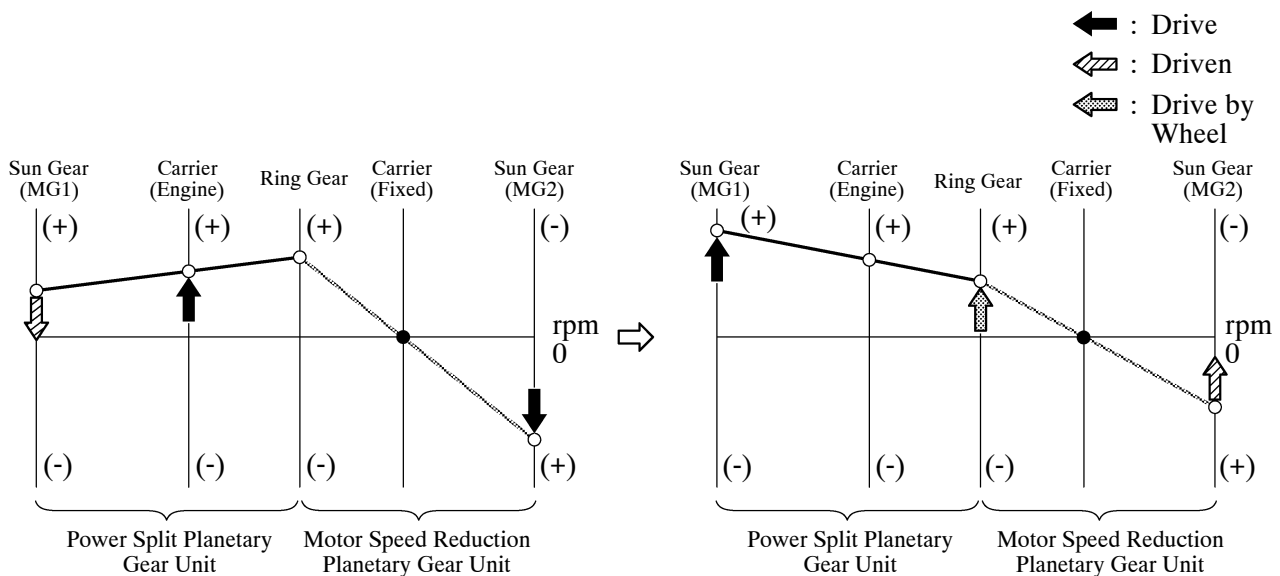 : Drive
: Driven
: Drive by
Wheel
Sun Gear
(MG1)
Carrier
(Engine)
Ring Gear
Carrier
(Fixed)
Sun Gear
(MG2)
(+)
(+)
(+)
(-)
rpm
0
(-)
(-)
(-)
(+)
Power Split Planetary
Gear Unit
Motor Speed Reduction
Planetary Gear Unit
Sun Gear
(MG1)
Carrier
(Engine)
Ring Gear
Carrier
(Fixed)
Sun Gear
(MG2)
(+)
(+)
(+)
(-)
rpm
0
(-)
(-)
(-)
(+)
Power Split Planetary
Gear Unit
Motor Speed Reduction
Planetary Gear Unit